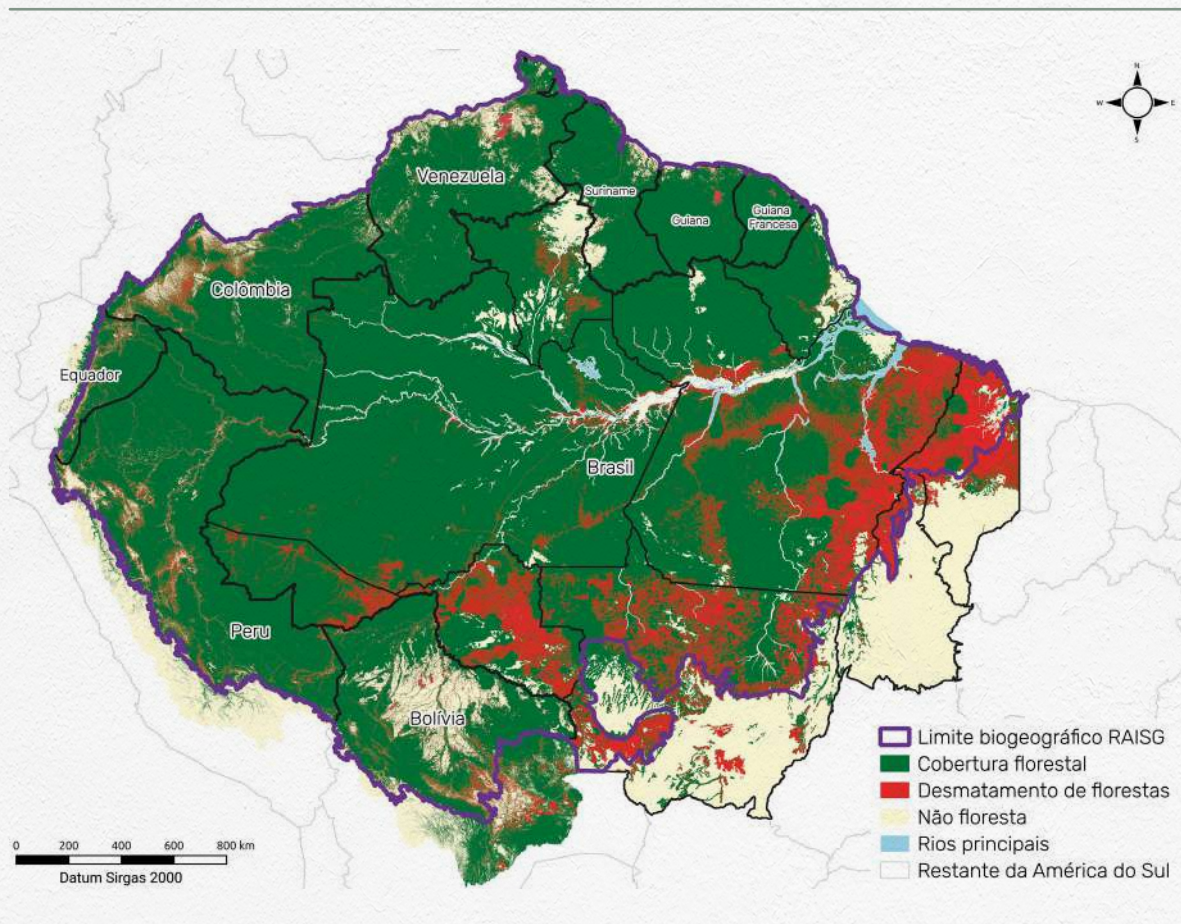 N
W
E
S
Venezuela
Suriname
Guiana
Guiana
Francesa
Colômbia
Equador
Brasil
Peru
Bolívia
Limite biogeográfico RAISG
Cobertura florestal
Desmatamento de florestas
Não floresta
Rios principais
Restante da América do Sul
0 200 400 600 800 km
Datum Sirgas 2000